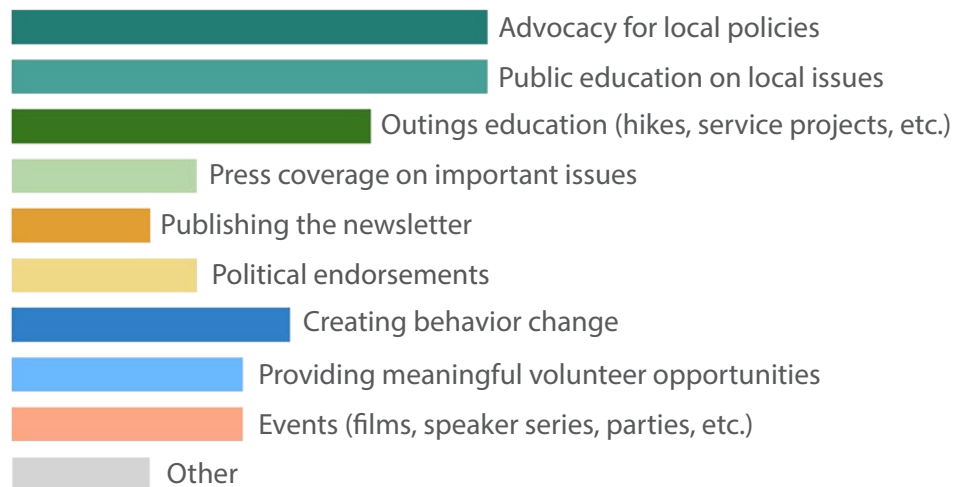 Advocacy for local policies
Public education on local issues
Outings education (hikes, service projects, etc.)
Press coverage on important issues
Publishing the newsletter
Political endorsements
Creating behavior change
Providing meaningful volunteer opportunities
Events (films, speaker series, parties, etc.)
Other